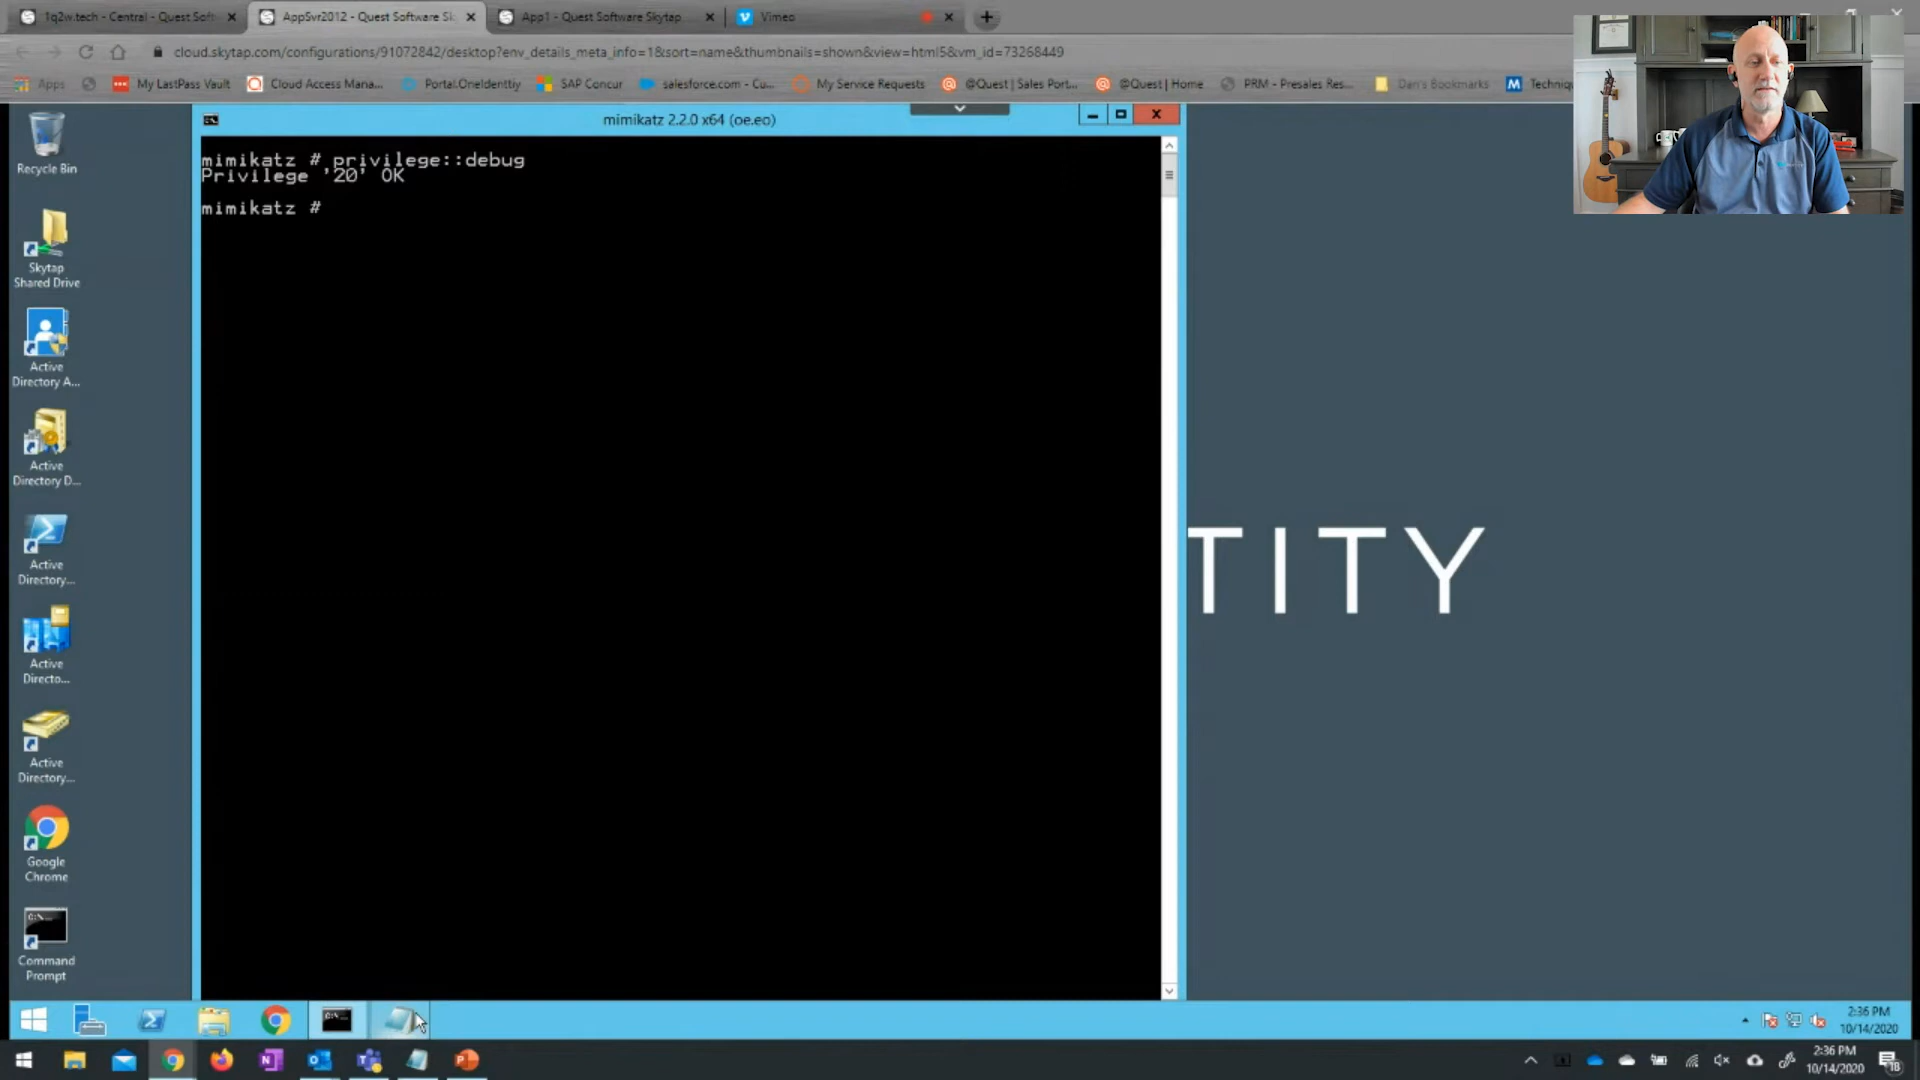 1q2w.tech - Central - Quest Soft
AppSvr2012 - Quest Software Sk
App1 - Quest Software Skytap
Vimeo
cloud.skytap.com/configurations/91072842/desktop?env_details_meta_info=1&sort=name&thumbnails=shown&view=html5&vm_id=73268449
Apps
My LastPass Vault
Cloud Access Mana...
Portal.OneIdenttiy
SAP Concur
salesforce.com - Cu...
My Service Requests
@Quest | Sales Port...
@Quest | Home
PRM - Presales Res...
Dan's Bookmarks
Techniq
mimikatz 2.2.0 x64 (oe.eo)
mimikatz # privilege::debug
Privilege '20' OK
mimikatz #
Recycle Bin
Skytap
Shared Drive
Active
Directory A...
Active
Directory D...
Active
Directory...
Active
Directo...
Active
Directory...
Google
Chrome
Command
Prompt
TITY
2:36 PM
10/14/2020
2:36 PM
10/14/2020
18